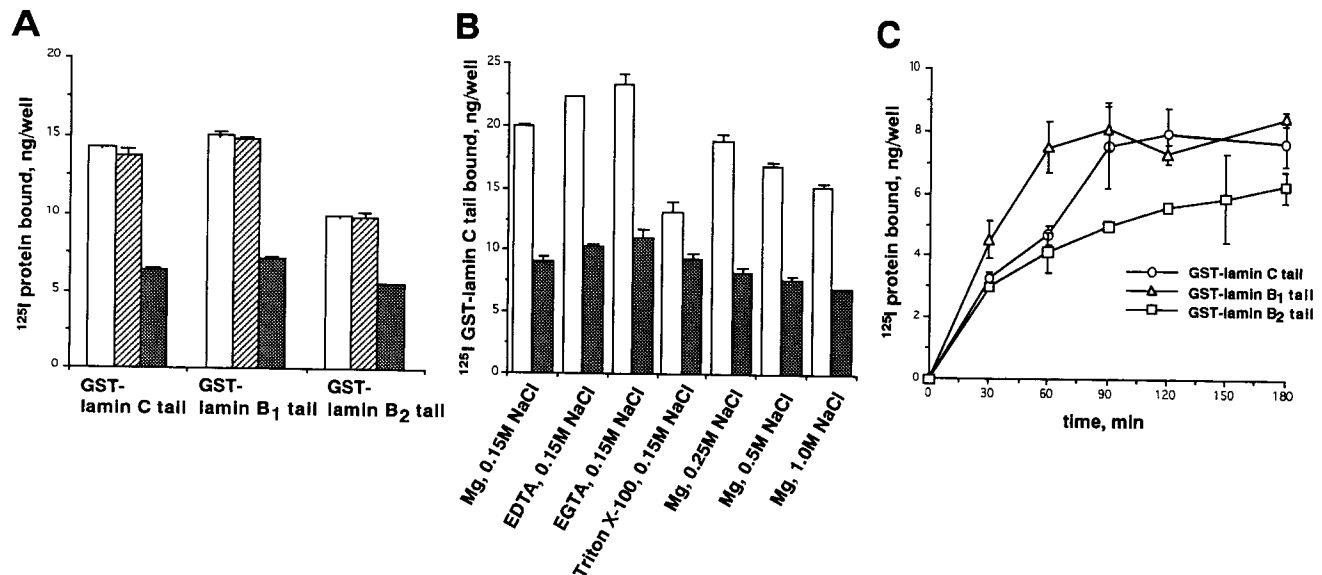 A
20
15
10
5
0
¹²⁵I protein bound, ng/well
GST-
lamin C tail
GST-
lamin B₁ tail
GST-
lamin B₂ tail
B
25
20
15
10
5
0
¹²⁵I GST-lamin C tail bound, ng/well
Mg, 0.15M NaCl
EDTA, 0.15M NaCl
EGTA, 0.15M NaCl
Triton X-100, 0.15M NaCl
Mg, 0.25M NaCl
Mg, 0.5M NaCl
Mg, 1.0M NaCl
C
10
8
6
4
2
0
¹²⁵I protein bound, ng/well
GST-lamin C tail
GST-lamin B₁ tail
GST-lamin B₂ tail
0 30 60 90 120 150 180
time, min